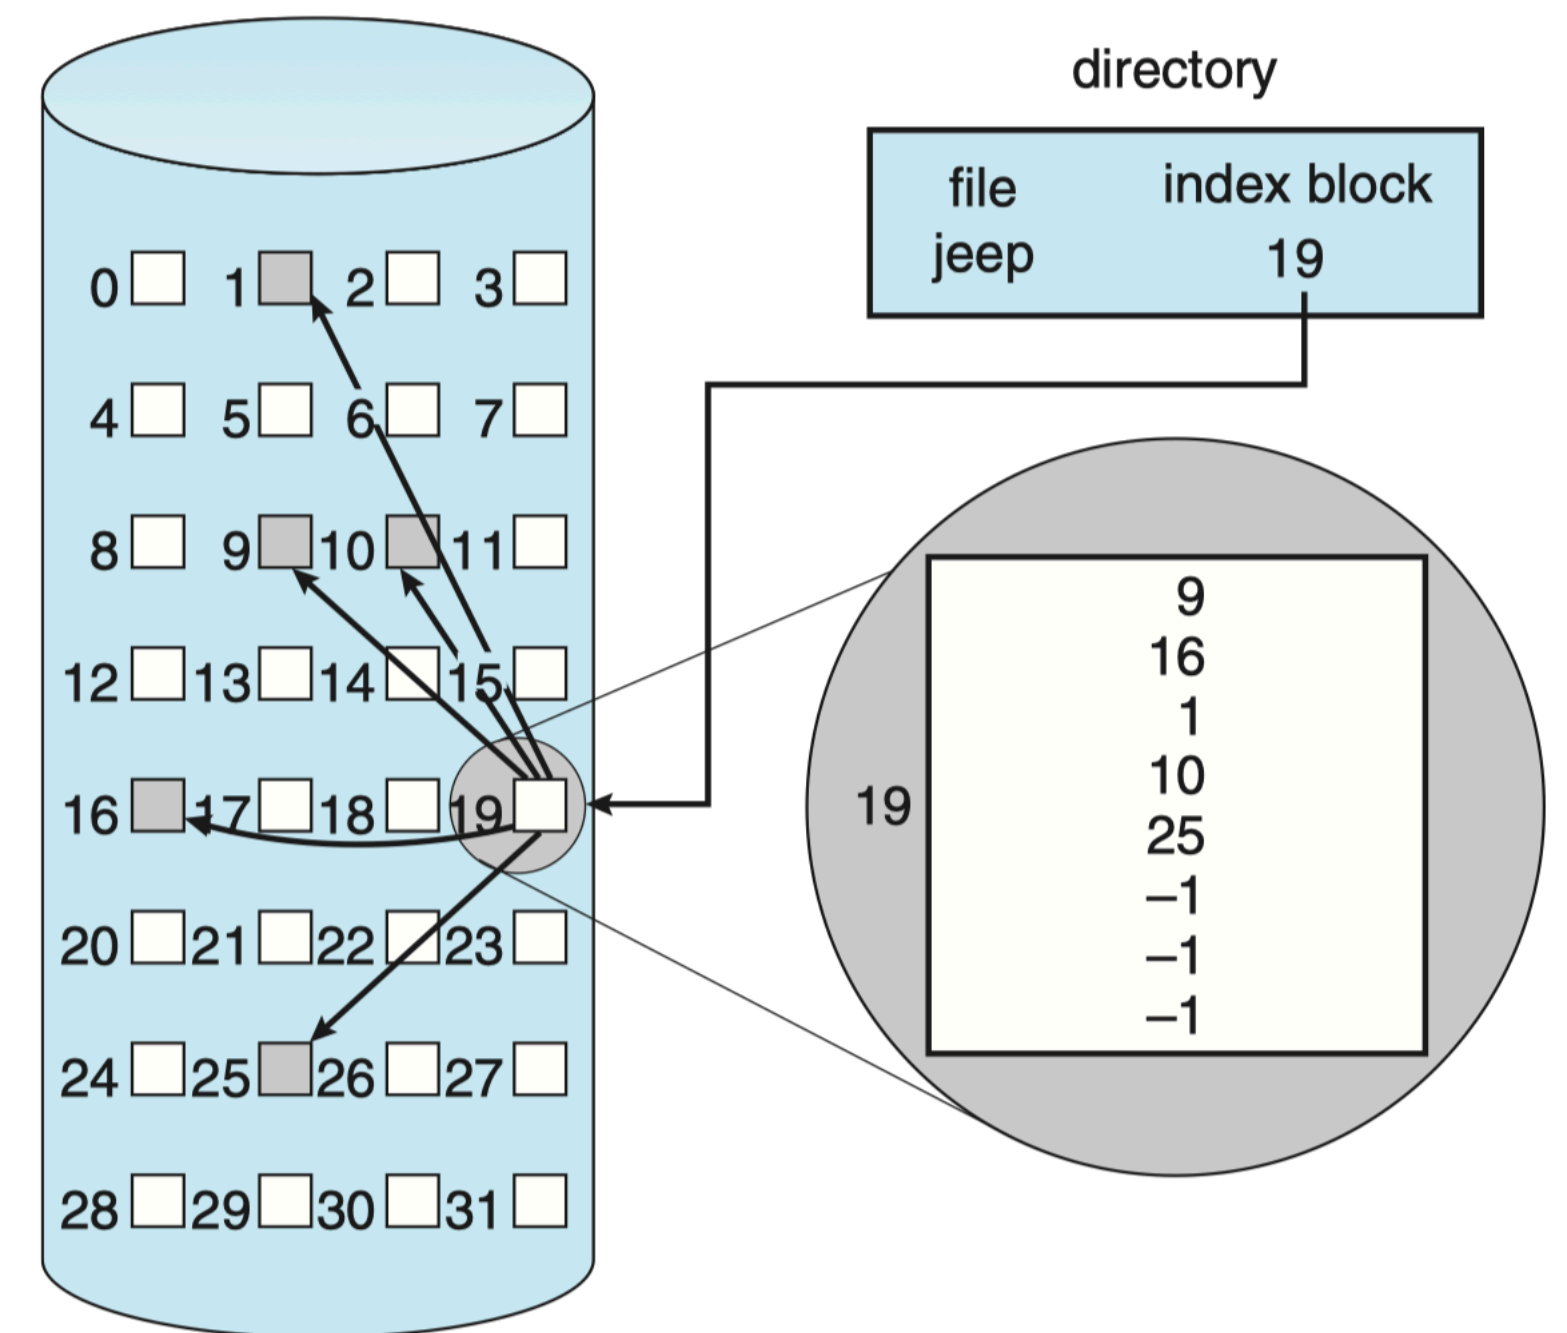 directory
file index block
jeep 19
0 1 2 3
4 5 6 7
8 9 10 11
12 13 14 15
16 17 18 19
20 21 22 23
24 25 26 27
28 29 30 31
19
9
16
1
10
25
–1
–1
–1